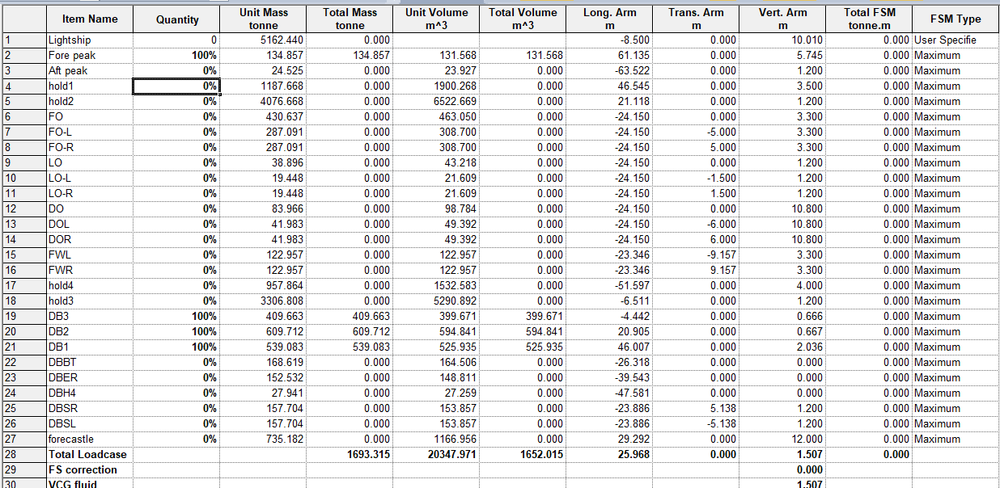 Item Name Quantity Unit Mass tonne Total Mass tonne Unit Volume m^3 Total Volume m^3 Long. Arm m Trans. Arm m Vert. Arm m Total FSM tonne.m FSM Type
1 Lightship 0 5162.440 0.000 -8.500 0.000 10.010 0.000 User Specifie
2 Fore peak 100% 134.857 134.857 131.568 131.568 61.135 0.000 5.745 0.000 Maximum
3 Aft peak 0% 24.525 0.000 23.927 0.000 -63.522 0.000 1.200 0.000 Maximum
4 hold1 0% 1187.668 0.000 1900.268 0.000 46.545 0.000 3.500 0.000 Maximum
5 hold2 0% 4076.668 0.000 6522.669 0.000 21.118 0.000 1.200 0.000 Maximum
6 FO 0% 430.637 0.000 463.050 0.000 -24.150 0.000 3.300 0.000 Maximum
7 FO-L 0% 287.091 0.000 308.700 0.000 -24.150 -5.000 3.300 0.000 Maximum
8 FO-R 0% 287.091 0.000 308.700 0.000 -24.150 5.000 3.300 0.000 Maximum
9 LO 0% 38.896 0.000 43.218 0.000 -24.150 0.000 1.200 0.000 Maximum
10 LO-L 0% 19.448 0.000 21.609 0.000 -24.150 -1.500 1.200 0.000 Maximum
11 LO-R 0% 19.448 0.000 21.609 0.000 -24.150 1.500 1.200 0.000 Maximum
12 DO 0% 83.966 0.000 98.784 0.000 -24.150 0.000 10.800 0.000 Maximum
13 DOL 0% 41.983 0.000 49.392 0.000 -24.150 -6.000 10.800 0.000 Maximum
14 DOR 0% 41.983 0.000 49.392 0.000 -24.150 6.000 10.800 0.000 Maximum
15 FWL 0% 122.957 0.000 122.957 0.000 -23.346 -9.157 3.300 0.000 Maximum
16 FWR 0% 122.957 0.000 122.957 0.000 -23.346 9.157 3.300 0.000 Maximum
17 hold4 0% 957.864 0.000 1532.583 0.000 -51.597 0.000 4.000 0.000 Maximum
18 hold3 0% 3306.808 0.000 5290.892 0.000 -6.511 0.000 1.200 0.000 Maximum
19 DB3 100% 409.663 409.663 399.671 399.671 -4.442 0.000 0.666 0.000 Maximum
20 DB2 100% 609.712 609.712 594.841 594.841 20.905 0.000 0.667 0.000 Maximum
21 DB1 100% 539.083 539.083 525.935 525.935 46.007 0.000 2.036 0.000 Maximum
22 DBBT 0% 168.619 0.000 164.506 0.000 -26.318 0.000 0.000 0.000 Maximum
23 DBER 0% 152.532 0.000 148.811 0.000 -39.543 0.000 0.000 0.000 Maximum
24 DBH4 0% 27.941 0.000 27.259 0.000 -47.581 0.000 0.000 0.000 Maximum
25 DBSR 0% 157.704 0.000 153.857 0.000 -23.886 5.138 1.200 0.000 Maximum
26 DBSL 0% 157.704 0.000 153.857 0.000 -23.886 -5.138 1.200 0.000 Maximum
27 forecastle 0% 735.182 0.000 1166.956 0.000 29.292 0.000 12.000 0.000 Maximum
28 Total Loadcase 1693.315 20347.971 1652.015 25.968 0.000 1.507 0.000
29 FS correction 0.000
30 VCG fluid 1.507